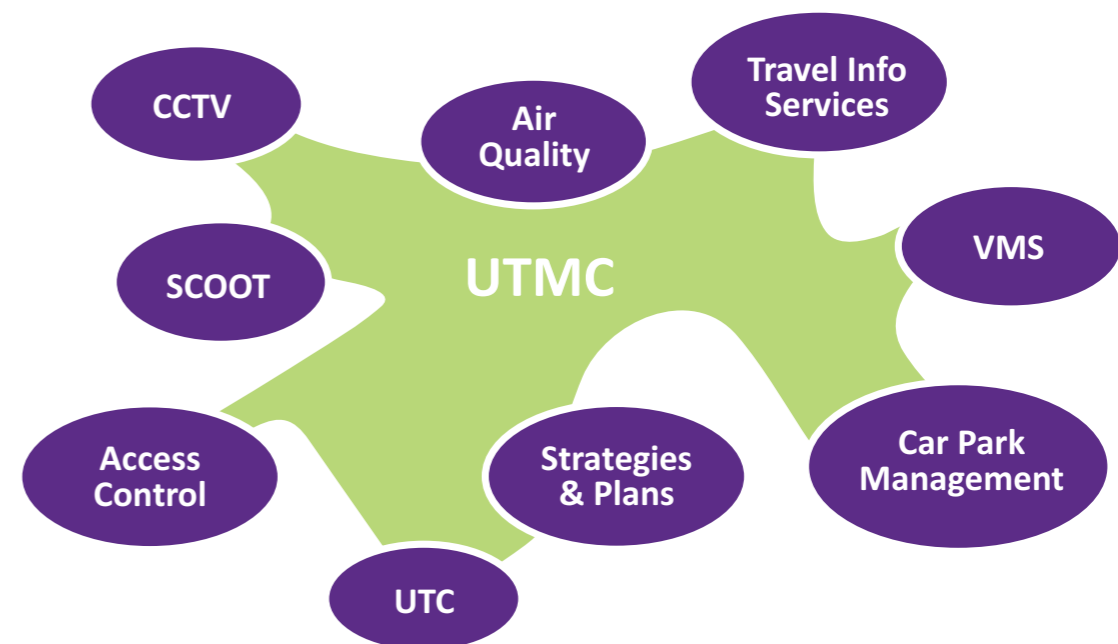 CCTV
Air
Quality
Travel Info
Services
SCOOT
UTMC
VMS
Access
Control
Strategies
& Plans
Car Park
Management
UTC